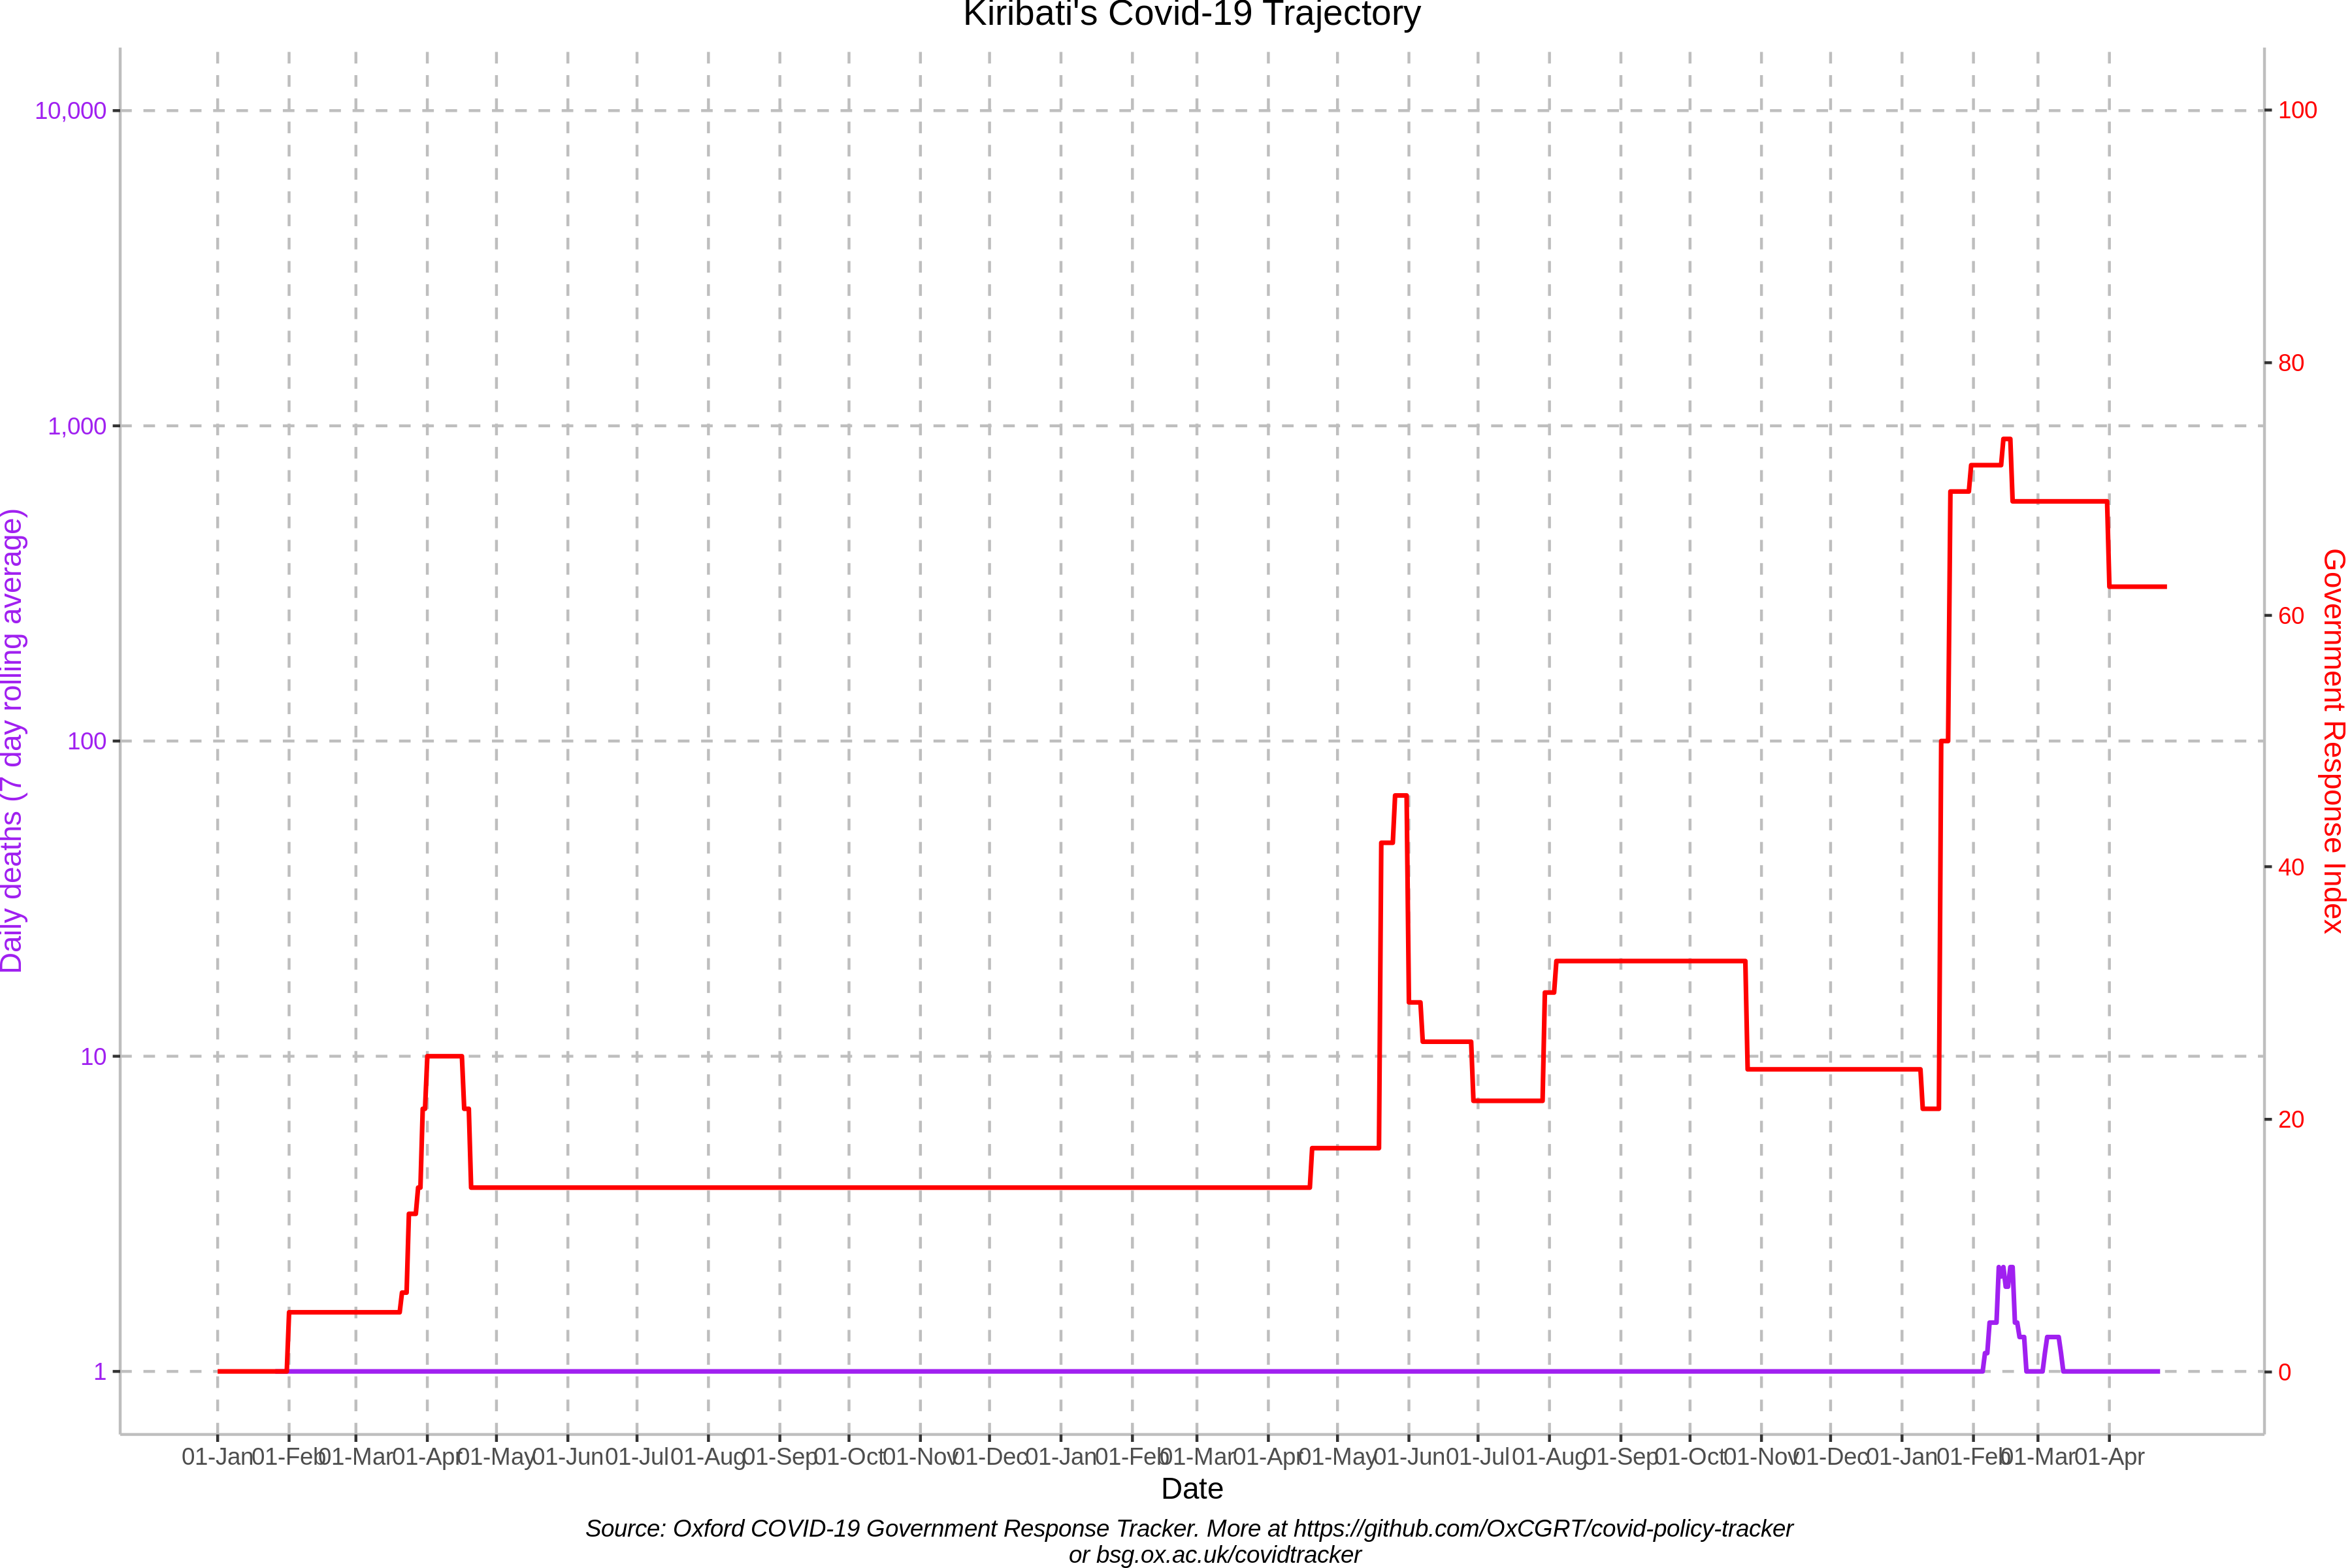 Kiribati's Covid-19 Trajectory
10,000
1,000
100
10
1
Daily deaths (7 day rolling average)
100
80
60
40
20
0
Government Response Index
01-Jan 01-Feb 01-Mar 01-Apr 01-May 01-Jun 01-Jul 01-Aug 01-Sep 01-Oct 01-Nov 01-Dec 01-Jan 01-Feb 01-Mar 01-Apr 01-May 01-Jun 01-Jul 01-Aug 01-Sep 01-Oct 01-Nov 01-Dec 01-Jan 01-Feb 01-Mar 01-Apr
Date
Source: Oxford COVID-19 Government Response Tracker. More at https://github.com/OxCGRT/covid-policy-tracker
or bsg.ox.ac.uk/covidtracker